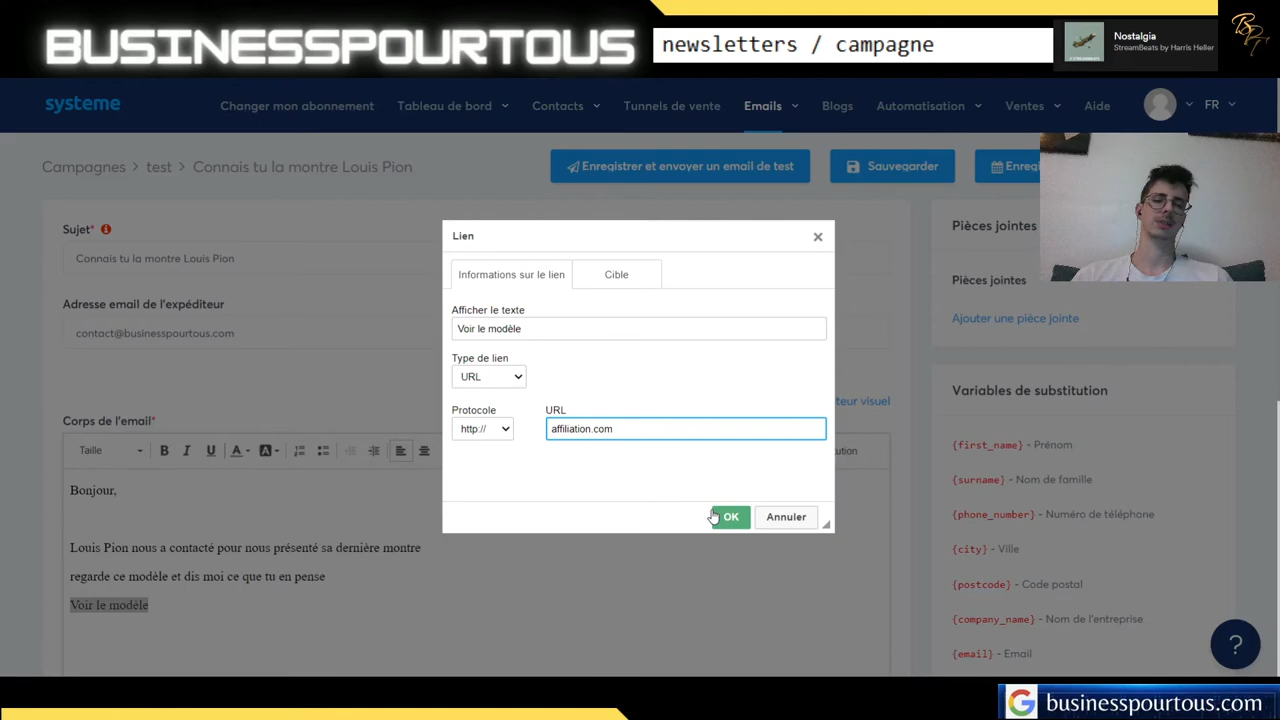 BUSINESSPOURTOUS
newsletters / campagne
Nostalgia
StreamBeats by Harris Heller
systeme
Changer mon abonnement
Tableau de bord
Contacts
Tunnels de vente
Emails
Blogs
Automatisation
Ventes
Aide
FR
Campagnes > test > Connais tu la montre Louis Pion
Enregistrer et envoyer un email de test
Sauvegarder
Enreg
Sujet*
Connais tu la montre Louis Pion
Adresse email de l'expéditeur
contact@businesspourtous.com
Corps de l'email*
teur visuel
Taille
B I U A A
ution
Bonjour,
Louis Pion nous a contacté pour nous présenté sa dernière montre
regarde ce modèle et dis moi ce que tu en pense
Voir le modèle
Lien
Informations sur le lien
Cible
Afficher le texte
Voir le modèle
Type de lien
URL
Protocole
URL
http://
affiliation.com
OK
Annuler
Pièces jointes
Pièces jointes
Ajouter une pièce jointe
Variables de substitution
{first_name} - Prénom
{surname} - Nom de famille
{phone_number} - Numéro de téléphone
{city} - Ville
{postcode} - Code postal
{company_name} - Nom de l'entreprise
{email} - Email
?
businesspourtous.com